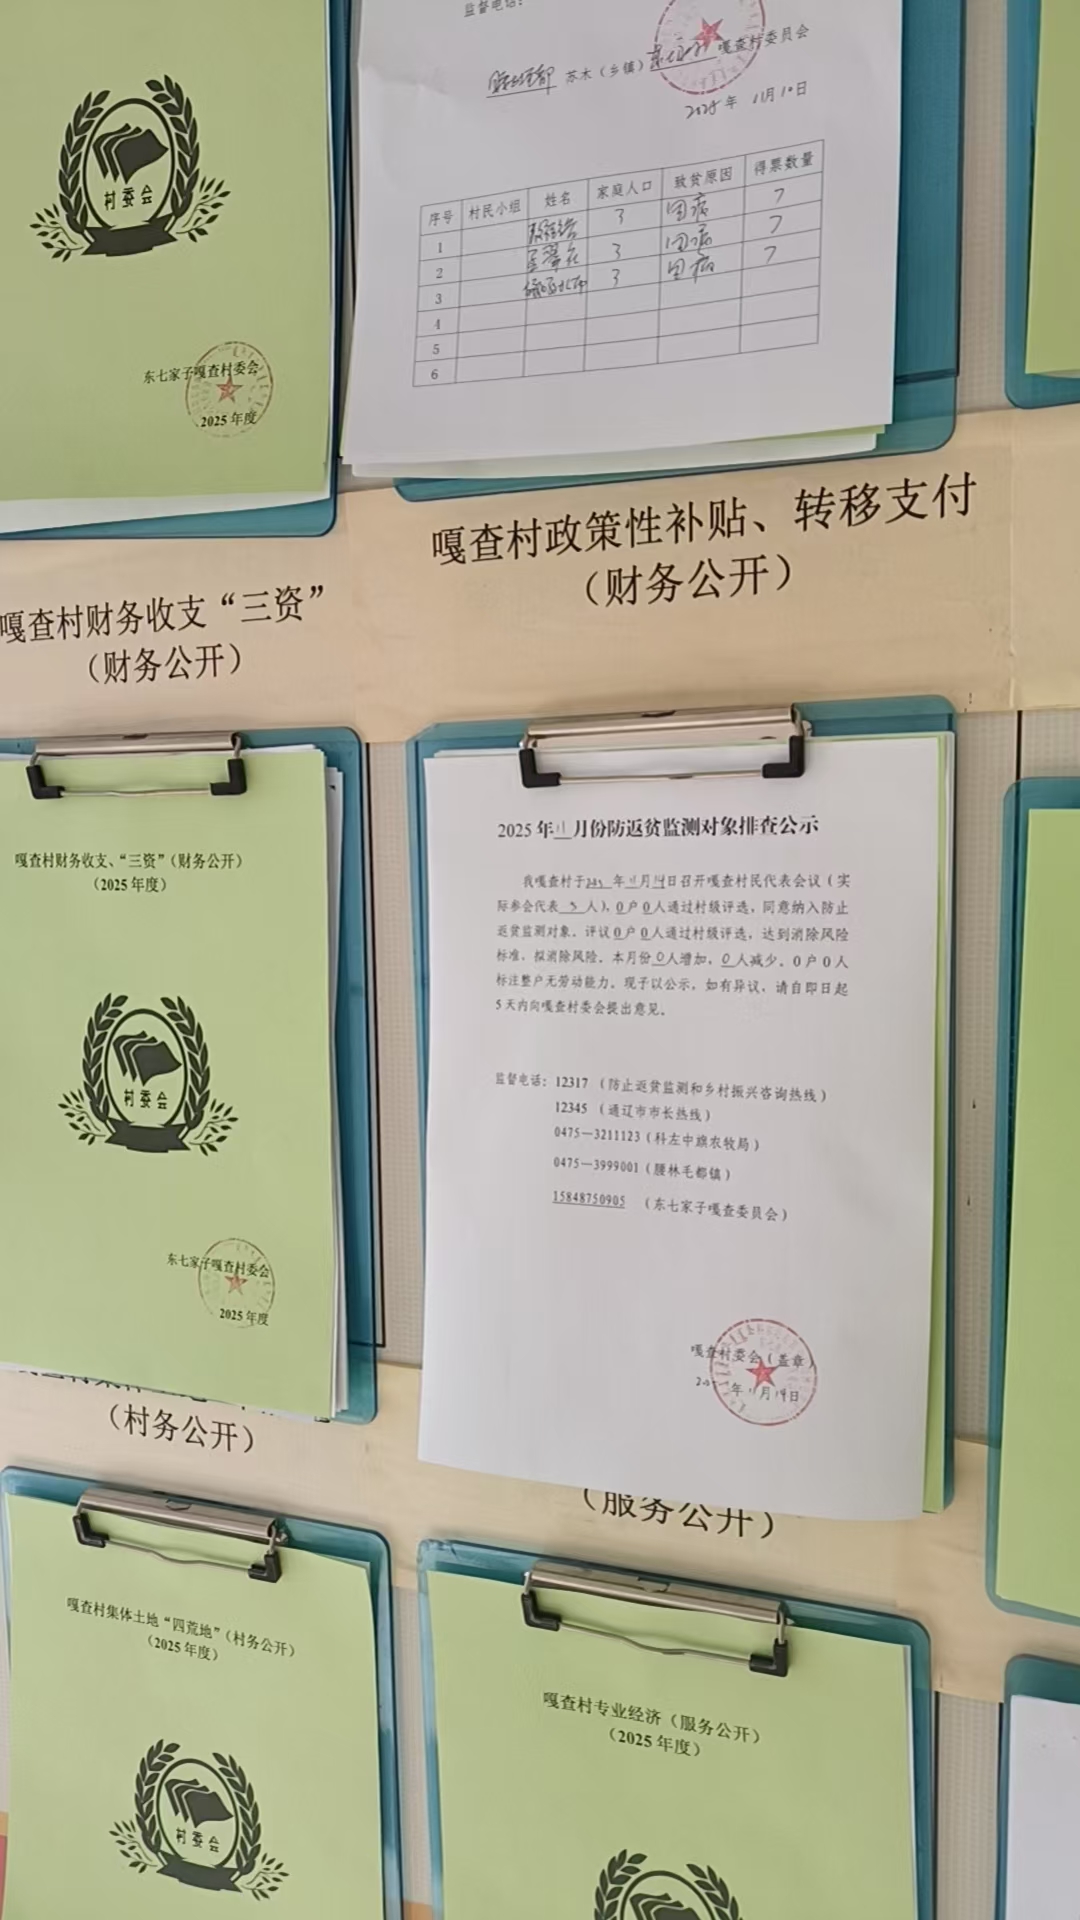 村委会
东七家子嘎查村委会
2025 年度
监督电话：
苏木（乡镇） 嘎查村委员会
2025 年 11月 10日
序号 村民小组 姓名 家庭人口 致贫原因 得票数量
1 3 因病 7
2 3 因病 7
3 3 因病 7
4
5
6
嘎查村政策性补贴、转移支付
（财务公开）
嘎查村财务收支“三资”
（财务公开）
嘎查村财务收支、“三资”（财务公开）
（2025 年度）
村委会
东七家子嘎查村委会
2025 年度
2025 年11月份防返贫监测对象排查公示
我嘎查村于2025年11月14日召开嘎查村民代表会议（实
际参会代表 5 人），0户0人通过村级评选，同意纳入防止
返贫监测对象。评议0户0人通过村级评选，达到消除风险
标准，拟消除风险。本月份0人增加，0人减少。0户0人
标注整户无劳动能力。现予以公示，如有异议，请自即日起
5天内向嘎查村委会提出意见。
监督电话：12317 （防止返贫监测和乡村振兴咨询热线）
12345 （通辽市市长热线）
0475—3211123（科左中旗农牧局）
0475—3999001（腰林毛都镇）
15848750905 （东七家子嘎查委员会）
嘎查村委会（盖章）
2025年11月14日
（村务公开）
（服务公开）
嘎查村集体土地“四荒地”（村务公开）
（2025 年度）
村委会
嘎查村专业经济（服务公开）
（2025 年度）